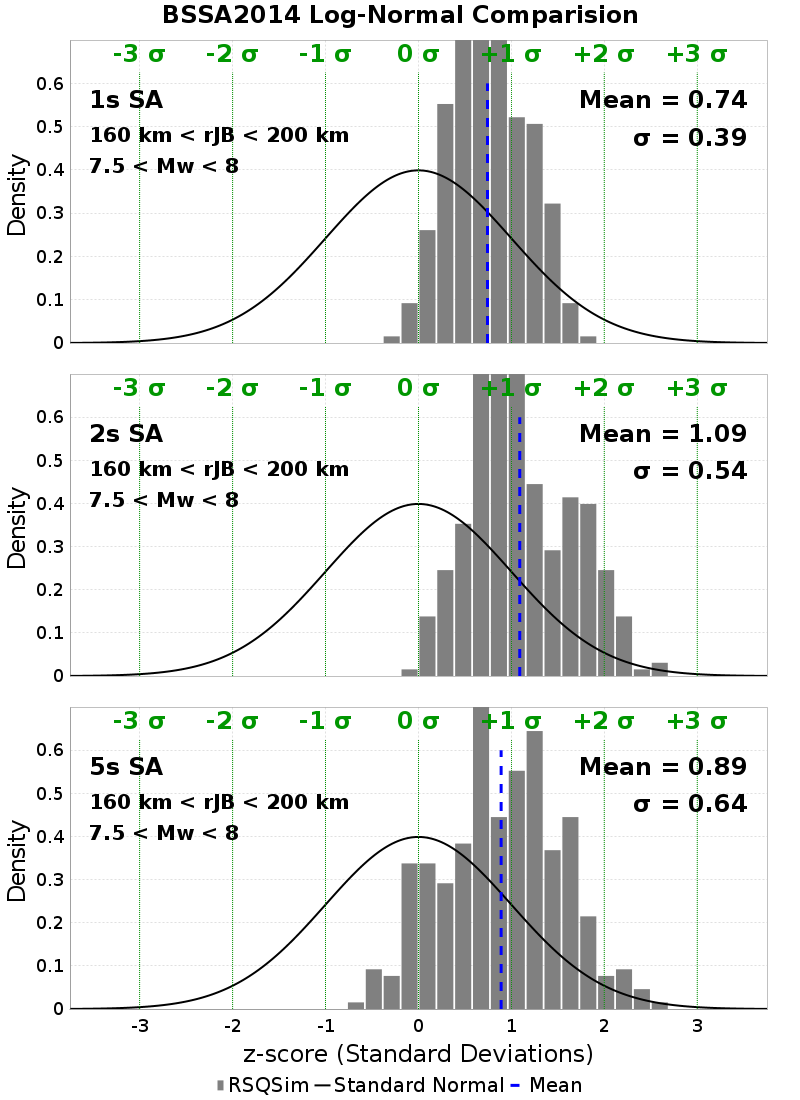 BSSA2014 Log-Normal Comparision
-3 σ -2 σ -1 σ 0 σ +1 σ +2 σ +3 σ
1s SA
Mean = 0.74
160 km < rJB < 200 km
σ = 0.39
7.5 < Mw < 8
Density
0.6
0.5
0.4
0.3
0.2
0.1
0
-3 σ -2 σ -1 σ 0 σ +1 σ +2 σ +3 σ
2s SA
Mean = 1.09
160 km < rJB < 200 km
σ = 0.54
7.5 < Mw < 8
Density
0.6
0.5
0.4
0.3
0.2
0.1
0
-3 σ -2 σ -1 σ 0 σ +1 σ +2 σ +3 σ
5s SA
Mean = 0.89
160 km < rJB < 200 km
σ = 0.64
7.5 < Mw < 8
Density
0.6
0.5
0.4
0.3
0.2
0.1
0
-3 -2 -1 0 1 2 3
z-score (Standard Deviations)
RSQSim Standard Normal Mean